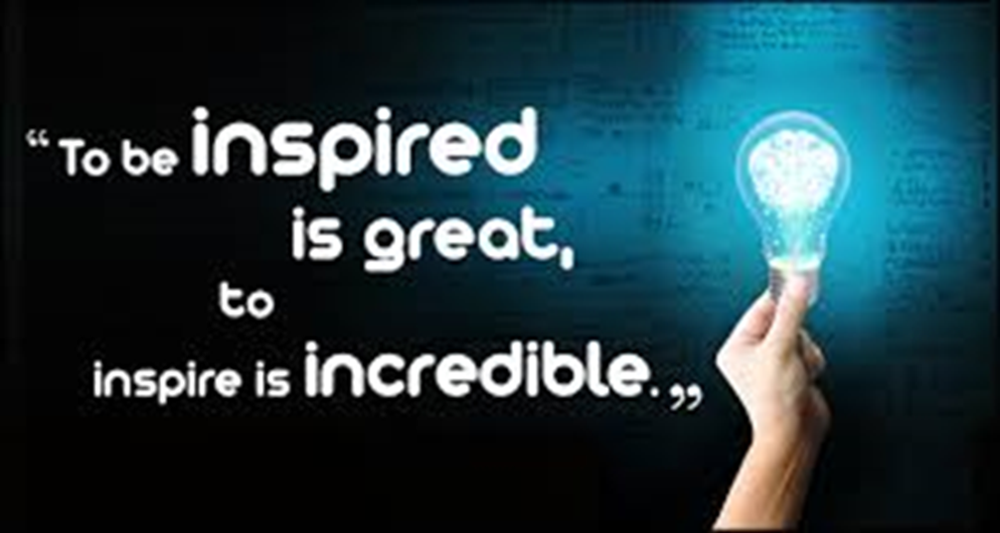 “To be inspired
is great,
to
inspire is incredible.„